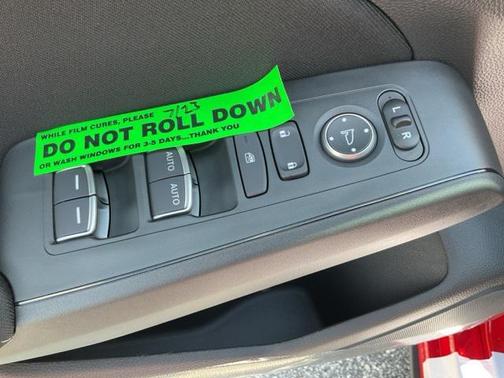 WHILE FILM CURES, PLEASE 7/23
DO NOT ROLL DOWN
OR WASH WINDOWS FOR 3-5 DAYS...THANK YOU
AUTO
AUTO
L
R